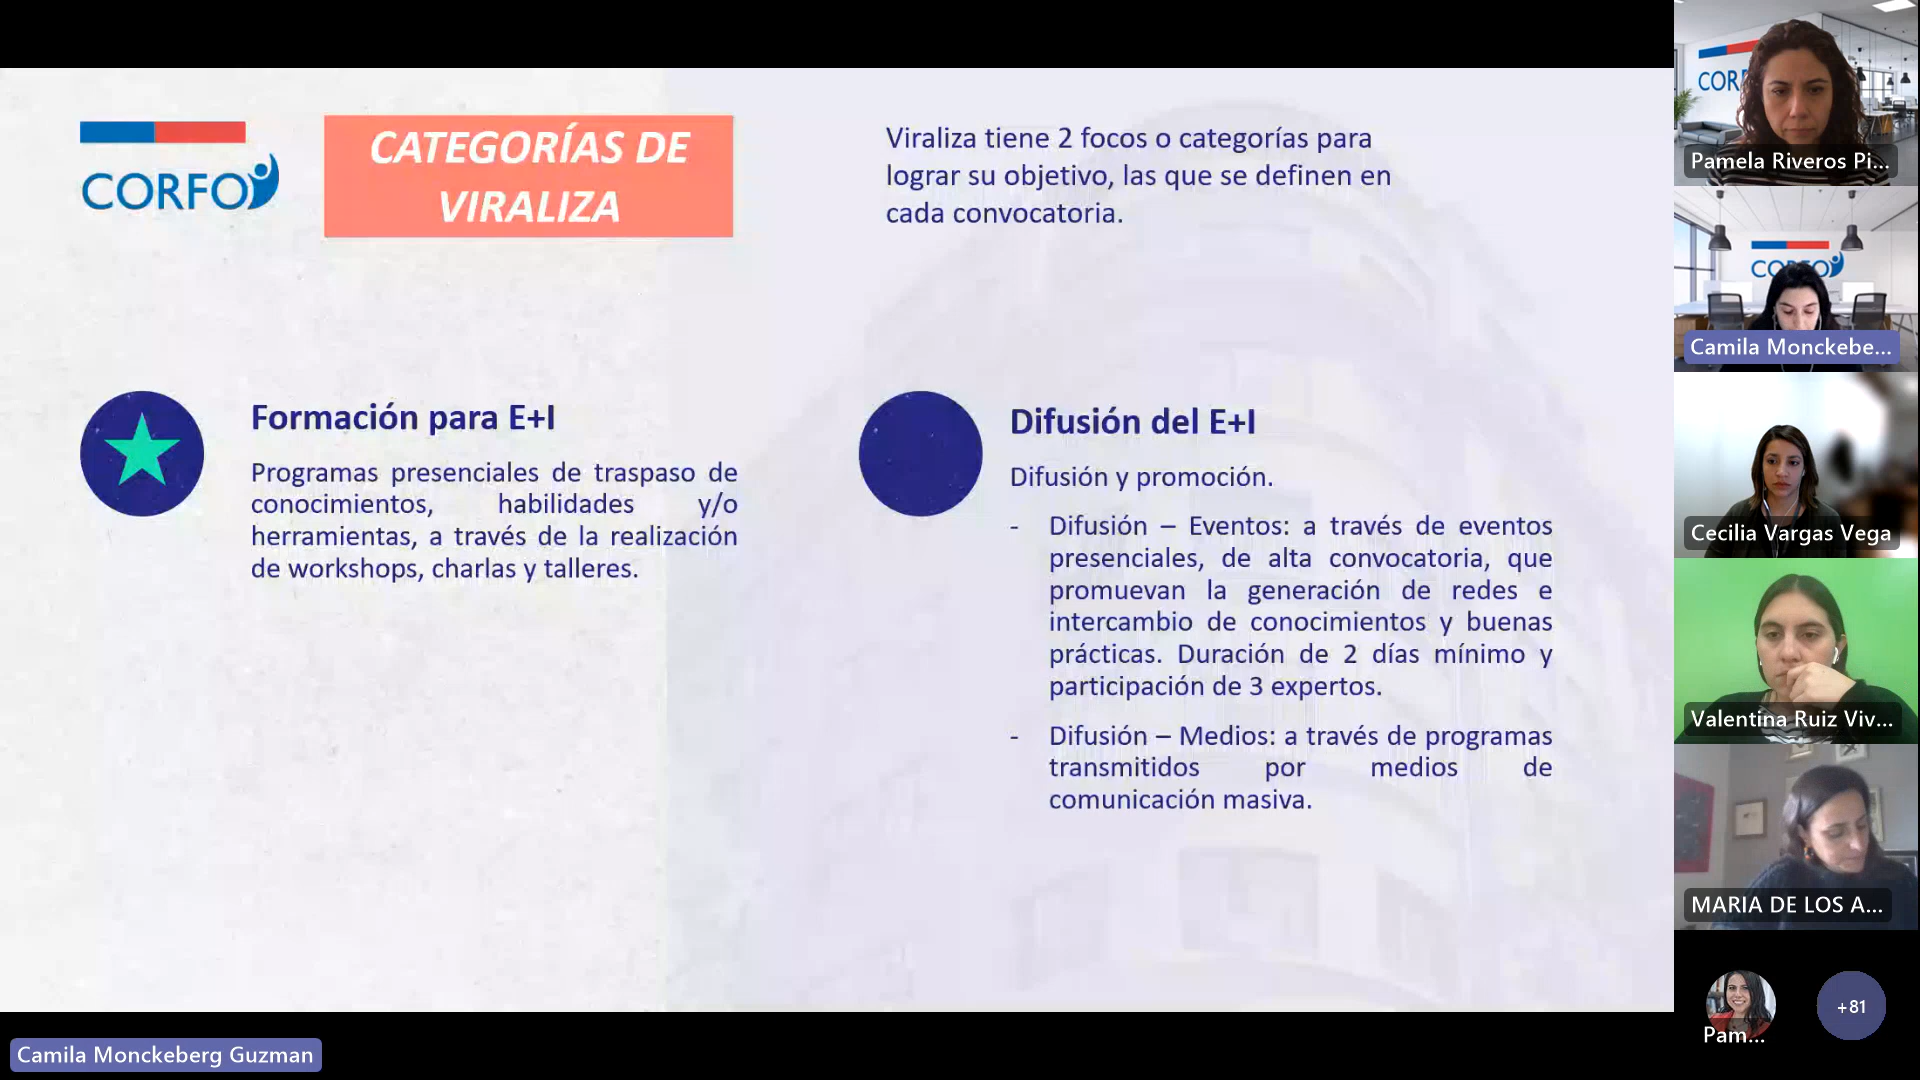 CORFO
CATEGORÍAS DE
VIRALIZA
Viraliza tiene 2 focos o categorías para
lograr su objetivo, las que se definen en
cada convocatoria.
Formación para E+I
Programas presenciales de traspaso de
conocimientos, habilidades y/o
herramientas, a través de la realización
de workshops, charlas y talleres.
Difusión del E+I
Difusión y promoción.
- Difusión – Eventos: a través de eventos
presenciales, de alta convocatoria, que
promuevan la generación de redes e
intercambio de conocimientos y buenas
prácticas. Duración de 2 días mínimo y
participación de 3 expertos.
- Difusión – Medios: a través de programas
transmitidos por medios de
comunicación masiva.
Camila Monckeberg Guzman
COR
Pamela Riveros Pi...
CORFO
Camila Monckebe...
Cecilia Vargas Vega
Valentina Ruiz Viv...
MARIA DE LOS A...
Pam...
+81